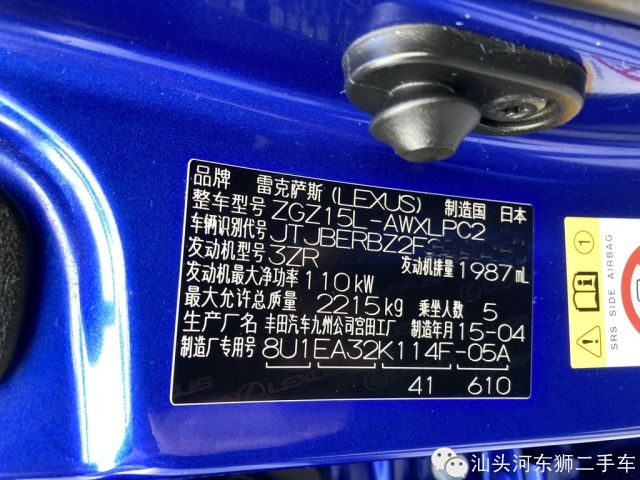 品牌 雷克萨斯(LEXUS) 制造国 日本
整车型号 ZGZ15L-AWXLPC2
车辆识别代号 JTJBERBZ2F
发动机型号 3ZR 发动机排量 1987 mL
发动机最大净功率 110kW
最大允许总质量 2215kg 乘坐人数 5
生产厂名 丰田汽车九州公司宫田工厂 制造年月 15-04
制造厂专用号 8U1EA32K114F-05A
41 610
SRS SIDE AIRBAG
汕头河东狮二手车